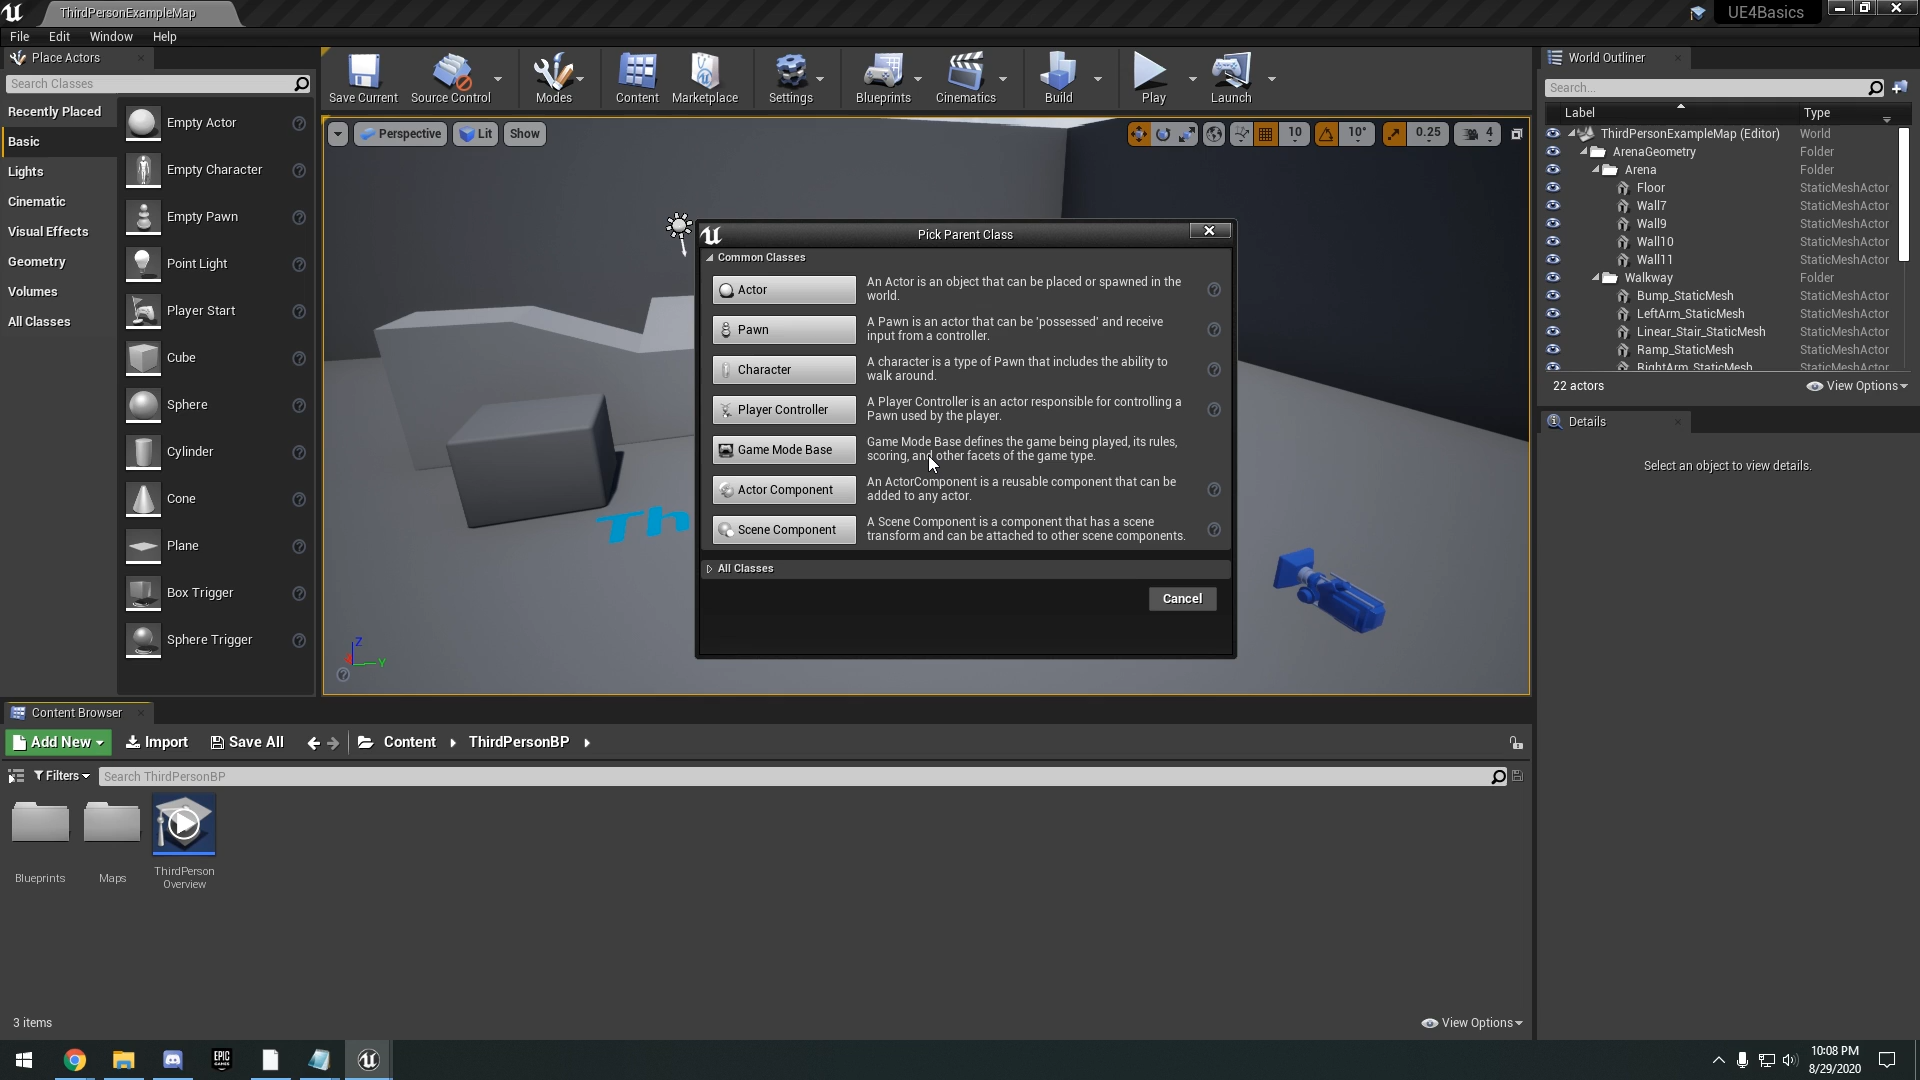 ThirdPersonExampleMap
UE4Basics
File Edit Window Help
Place Actors
Search Classes
Recently Placed
Basic
Lights
Cinematic
Visual Effects
Geometry
Volumes
All Classes
Empty Actor
Empty Character
Empty Pawn
Point Light
Player Start
Cube
Sphere
Cylinder
Cone
Plane
Box Trigger
Sphere Trigger
Save Current Source Control Modes Content Marketplace Settings Blueprints Cinematics Build Play Launch
Perspective Lit Show
10 10° 0.25 4
Th
Z
Y
Pick Parent Class
Common Classes
Actor
An Actor is an object that can be placed or spawned in the
world.
Pawn
A Pawn is an actor that can be 'possessed' and receive
input from a controller.
Character
A character is a type of Pawn that includes the ability to
walk around.
Player Controller
A Player Controller is an actor responsible for controlling a
Pawn used by the player.
Game Mode Base
Game Mode Base defines the game being played, its rules,
scoring, and other facets of the game type.
Actor Component
An ActorComponent is a reusable component that can be
added to any actor.
Scene Component
A Scene Component is a component that has a scene
transform and can be attached to other scene components.
All Classes
Cancel
World Outliner
Search...
Label Type
ThirdPersonExampleMap (Editor) World
ArenaGeometry Folder
Arena Folder
Floor StaticMeshActor
Wall7 StaticMeshActor
Wall9 StaticMeshActor
Wall10 StaticMeshActor
Wall11 StaticMeshActor
Walkway Folder
Bump_StaticMesh StaticMeshActor
LeftArm_StaticMesh StaticMeshActor
Linear_Stair_StaticMesh StaticMeshActor
Ramp_StaticMesh StaticMeshActor
RightArm_StaticMesh StaticMeshActor
22 actors View Options
Details
Select an object to view details.
Content Browser
Add New Import Save All Content ThirdPersonBP
Filters Search ThirdPersonBP
Blueprints
Maps
ThirdPerson
Overview
3 items View Options
EPIC
GAMES
10:08 PM
8/29/2020